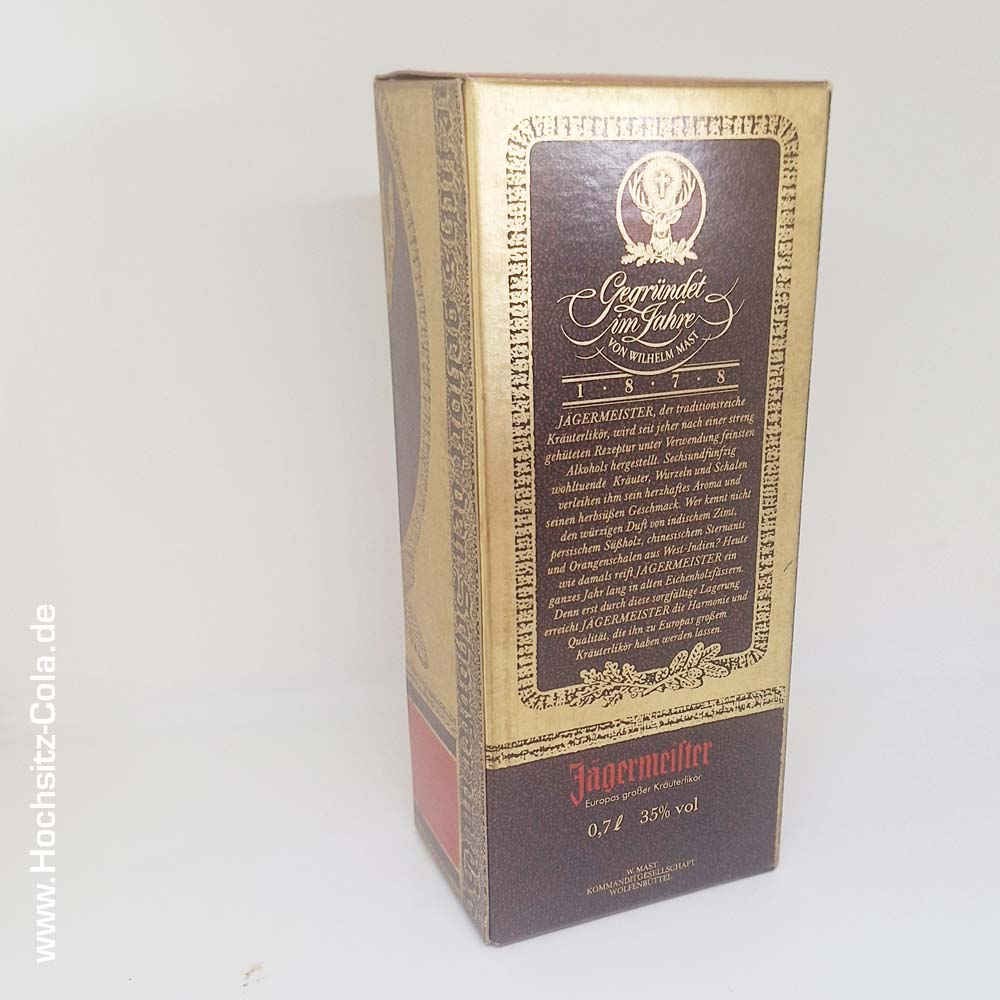 Gegründet
im Jahre
VON WILHELM MAST
1·8·7·8
JÄGERMEISTER, der traditionsreiche
Kräuterlikör, wird seit jeher nach einer streng
gehüteten Rezeptur unter Verwendung feinsten
Alkohols hergestellt. Sechsundfünfzig
wohltuende Kräuter, Wurzeln und Schalen
verleihen ihm sein herzhaftes Aroma und
seinen herbsüßen Geschmack. Wer kennt nicht
den würzigen Duft von indischem Zimt,
persischem Süßholz, chinesischem Sternanis
und Orangenschalen aus West-Indien? Heute
wie damals reift JÄGERMEISTER ein
ganzes Jahr lang in alten Eichenholzfässern.
Denn erst durch diese sorgfältige Lagerung
erreicht JÄGERMEISTER die Harmonie und
Qualität, die ihn zu Europas großem
Kräuterlikör haben werden lassen.
Jägermeister
Europas großer Kräuterlikör
0,7 l 35% vol
W. MAST
KOMMANDITGESELLSCHAFT
WOLFENBÜTTEL
www.Hochsitz-Cola.de